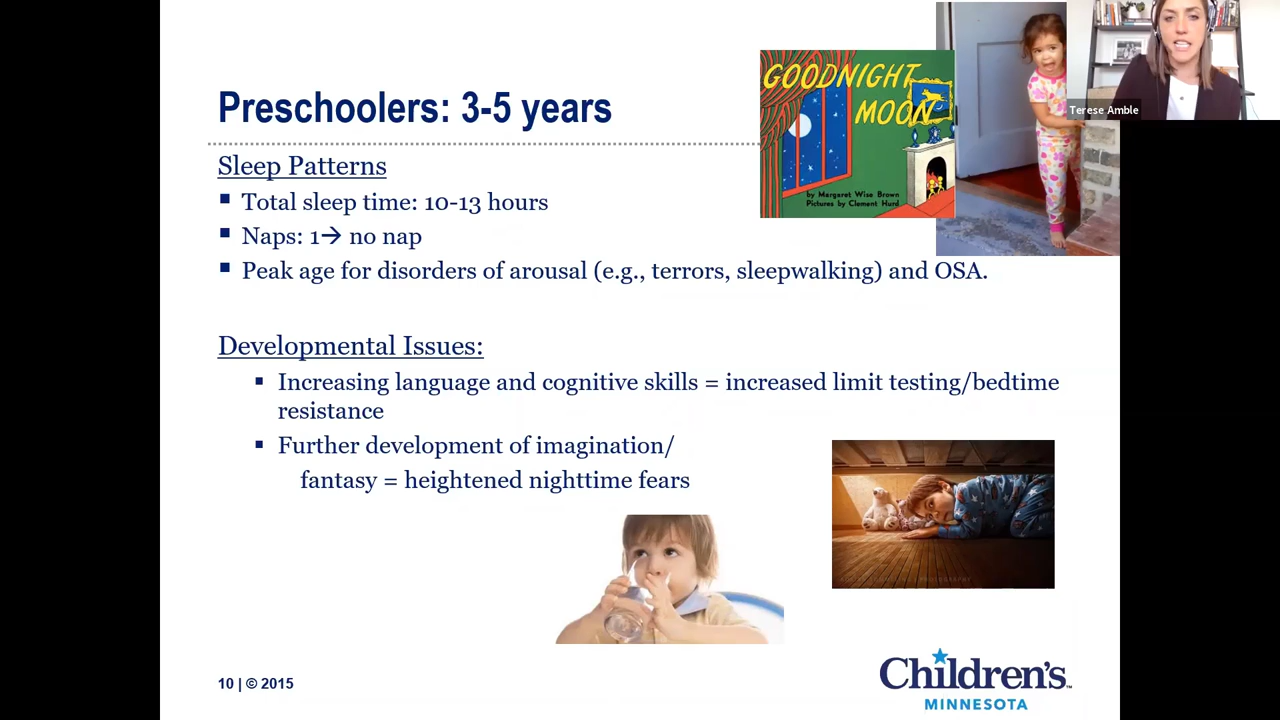 Preschoolers: 3-5 years
GOODNIGHT
MOON
by Margaret Wise Brown
Pictures by Clement Hurd
Terese Amble
Sleep Patterns
▪ Total sleep time: 10-13 hours
▪ Naps: 1→ no nap
▪ Peak age for disorders of arousal (e.g., terrors, sleepwalking) and OSA.
Developmental Issues:
▪ Increasing language and cognitive skills = increased limit testing/bedtime
resistance
▪ Further development of imagination/
fantasy = heightened nighttime fears
10 | © 2015
Children's™
MINNESOTA